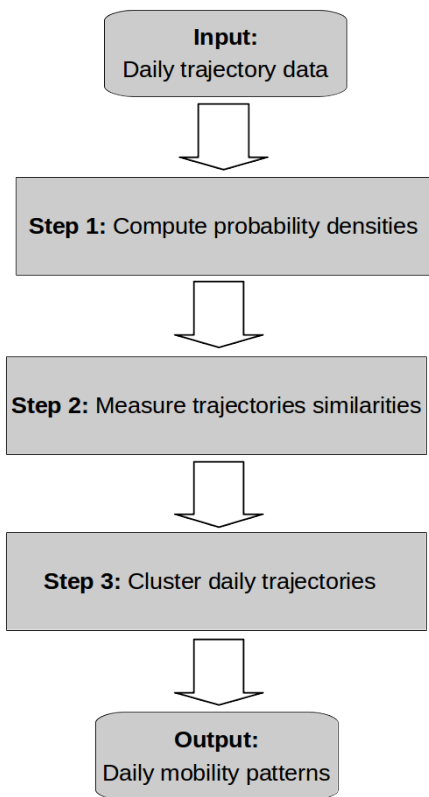 Input:
Daily trajectory data
Step 1: Compute probability densities
Step 2: Measure trajectories similarities
Step 3: Cluster daily trajectories
Output:
Daily mobility patterns